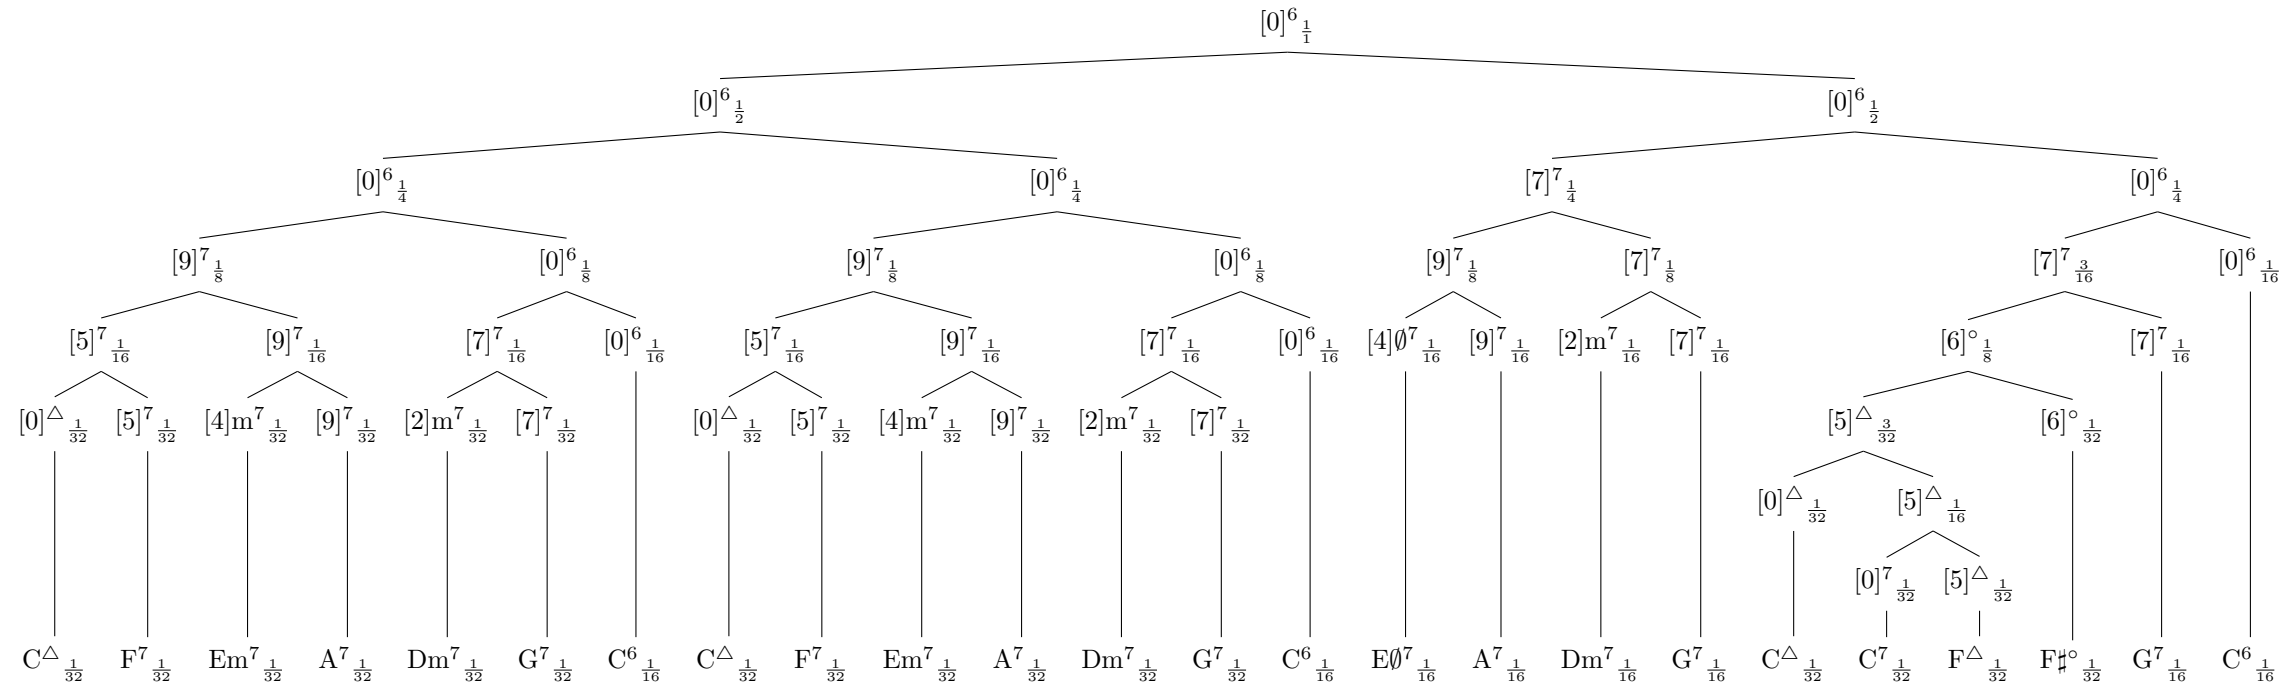 [0]⁶ 1/1
[0]⁶ 1/2 [0]⁶ 1/2
[0]⁶ 1/4 [0]⁶ 1/4 [7]⁷ 1/4 [0]⁶ 1/4
[9]⁷ 1/8 [0]⁶ 1/8 [9]⁷ 1/8 [0]⁶ 1/8 [9]⁷ 1/8 [7]⁷ 1/8 [7]⁷ 3/16 [0]⁶ 1/16
[5]⁷ 1/16 [9]⁷ 1/16 [7]⁷ 1/16 [0]⁶ 1/16 [5]⁷ 1/16 [9]⁷ 1/16 [7]⁷ 1/16 [0]⁶ 1/16 [4]∅⁷ 1/16 [9]⁷ 1/16 [2]m⁷ 1/16 [7]⁷ 1/16 [6]° 1/8 [7]⁷ 1/16
[0]△ 1/32 [5]⁷ 1/32 [4]m⁷ 1/32 [9]⁷ 1/32 [2]m⁷ 1/32 [7]⁷ 1/32 [0]△ 1/32 [5]⁷ 1/32 [4]m⁷ 1/32 [9]⁷ 1/32 [2]m⁷ 1/32 [7]⁷ 1/32 [5]△ 3/32 [6]° 1/32
[0]△ 1/32 [5]△ 1/16
[0]⁷ 1/32 [5]△ 1/32
C△ 1/32 F⁷ 1/32 Em⁷ 1/32 A⁷ 1/32 Dm⁷ 1/32 G⁷ 1/32 C⁶ 1/16 C△ 1/32 F⁷ 1/32 Em⁷ 1/32 A⁷ 1/32 Dm⁷ 1/32 G⁷ 1/32 C⁶ 1/16 E∅⁷ 1/16 A⁷ 1/16 Dm⁷ 1/16 G⁷ 1/16 C△ 1/32 C⁷ 1/32 F△ 1/32 F♯° 1/32 G⁷ 1/16 C⁶ 1/16